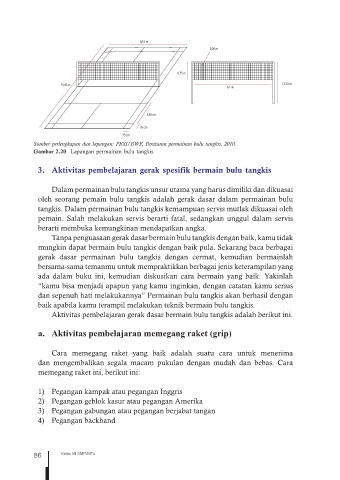 Sumber perlengkapan dan lapangan: PBSI/BWF, Peraturan permainan bulu tangkis, 2010.
Gambar 2.20 Lapangan permainan bulu tangkis
3. Aktivitas pembelajaran gerak spesifik bermain bulu tangkis
Dalam permainan bulu tangkis unsur utama yang harus dimiliki dan dikuasai
oleh seorang pemain bulu tangkis adalah gerak dasar dalam permainan bulu
tangkis. Dalam permainan bulu tangkis kemampuan servis mutlak dikuasai oleh
pemain. Salah melakukan servis berarti fatal, sedangkan unggul dalam servis
berarti membuka kemungkinan mendapatkan angka.
Tanpa penguasaan gerak dasar bermain bulu tangkis dengan baik, kamu tidak
mungkin dapat bermain bulu tangkis dengan baik pula. Sekarang baca berbagai
gerak dasar permainan bulu tangkis dengan cermat, kemudian bermainlah
bersama-sama temanmu untuk mempraktikkan berbagai jenis keterampilan yang
ada dalam buku ini, kemudian diskusikan cara bermain yang baik. Yakinlah
“kamu bisa menjadi apapun yang kamu inginkan, dengan catatan kamu serius
dan sepenuh hati melakukannya” Permainan bulu tangkis akan berhasil dengan
baik apabila kamu terampil melakukan teknik bermain bulu tangkis.
Aktivitas pembelajaran gerak dasar bermain bulu tangkis adalah berikut ini.
a. Aktivitas pembelajaran memegang raket (grip)
Cara memegang raket yang baik adalah suatu cara untuk menerima
dan mengembalikan segala macam pukulan dengan mudah dan bebas. Cara
memegang raket ini, berikut ini:
1) Pegangan kampak atau pegangan Inggris
2) Pegangan geblok kasur atau pegangan Amerika
3) Pegangan gabungan atau pegangan berjabat tangan
4) Pegangan backhand
86 Kelas VII SMP/MTs